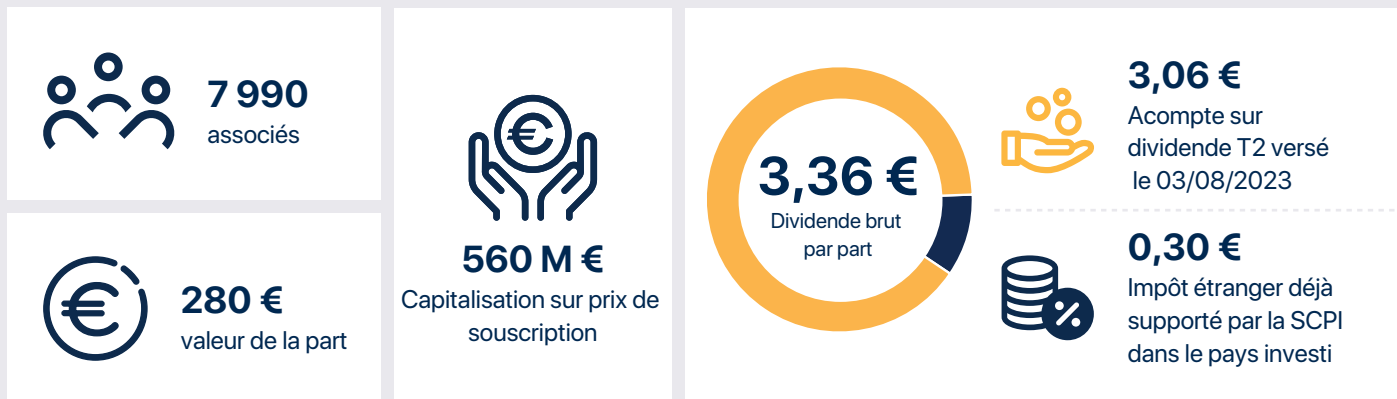 7 990
associés
280 €
valeur de la part
560 M €
Capitalisation sur prix de
souscription
3,36 €
Dividende brut
par part
3,06 €
Acompte sur
dividende T2 versé
le 03/08/2023
0,30 €
Impôt étranger déjà
supporté par la SCPI
dans le pays investi